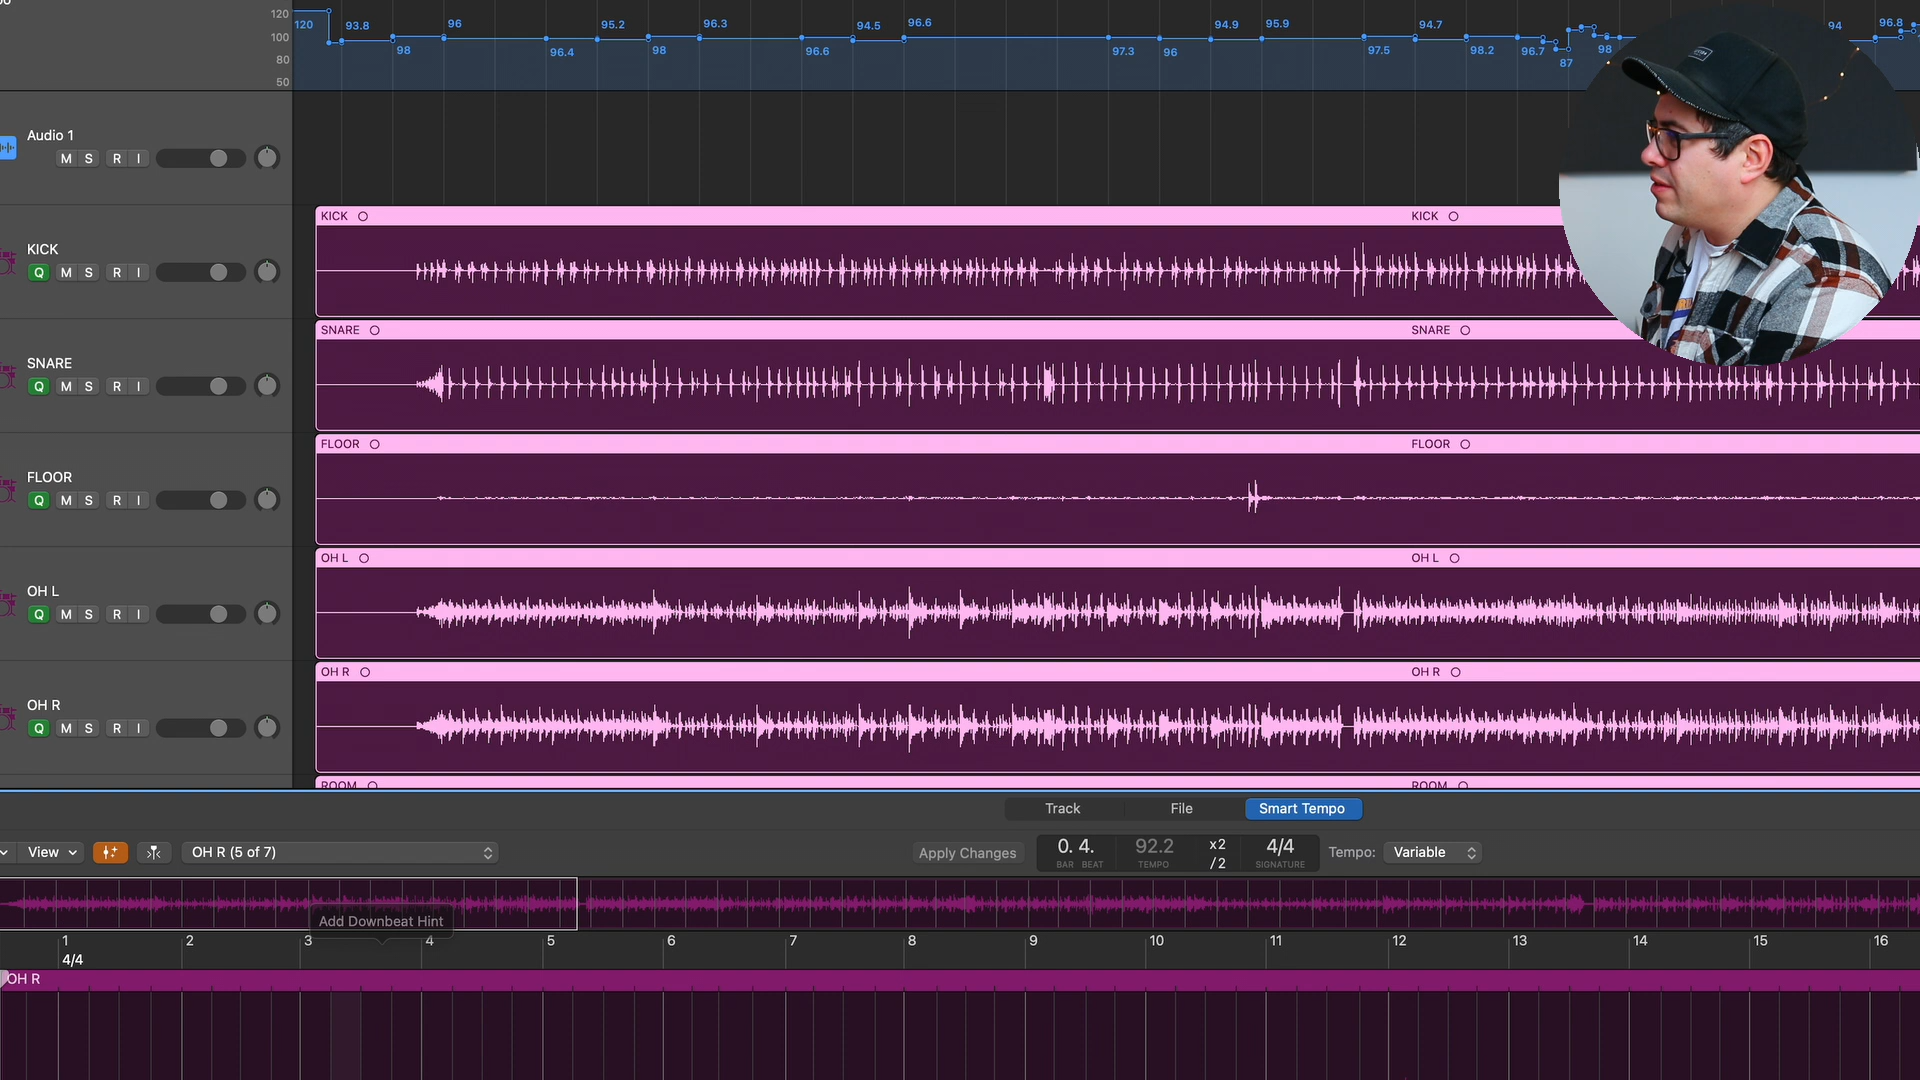 120
100
80
50
120 93.8 96 95.2 96.3 94.5 96.6 94.9 95.9 94.7 94 96.8
98 96.4 98 96.6 97.3 96 97.5 98.2 96.7 87 98
Audio 1
M S R I
KICK
Q M S R I
KICK KICK
SNARE
Q M S R I
SNARE SNARE
FLOOR
Q M S R I
FLOOR FLOOR
OH L
Q M S R I
OH L OH L
OH R
Q M S R I
OH R OH R
ROOM ROOM
Track File Smart Tempo
View OH R (5 of 7) Apply Changes 0. 4. 92.2 x2 4/4 Tempo: Variable
BAR BEAT TEMPO /2 SIGNATURE
Add Downbeat Hint
1 2 3 4 5 6 7 8 9 10 11 12 13 14 15 16
4/4
OH R